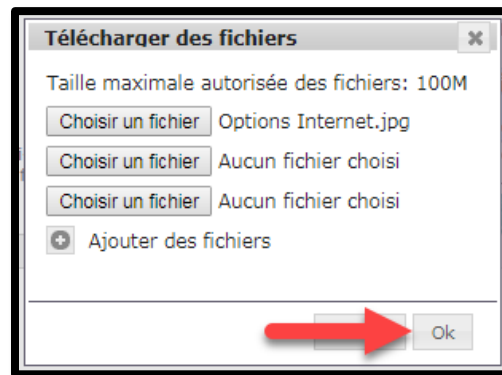 Télécharger des fichiers
Taille maximale autorisée des fichiers: 100M
Choisir un fichier Options Internet.jpg
Choisir un fichier Aucun fichier choisi
Choisir un fichier Aucun fichier choisi
Ajouter des fichiers
Ok